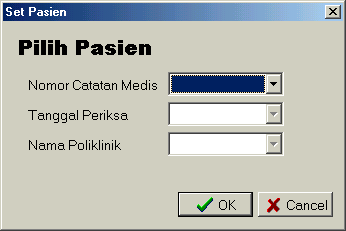 Set Pasien
Pilih Pasien
Nomor Catatan Medis
Tanggal Periksa
Nama Poliklinik
OK Cancel